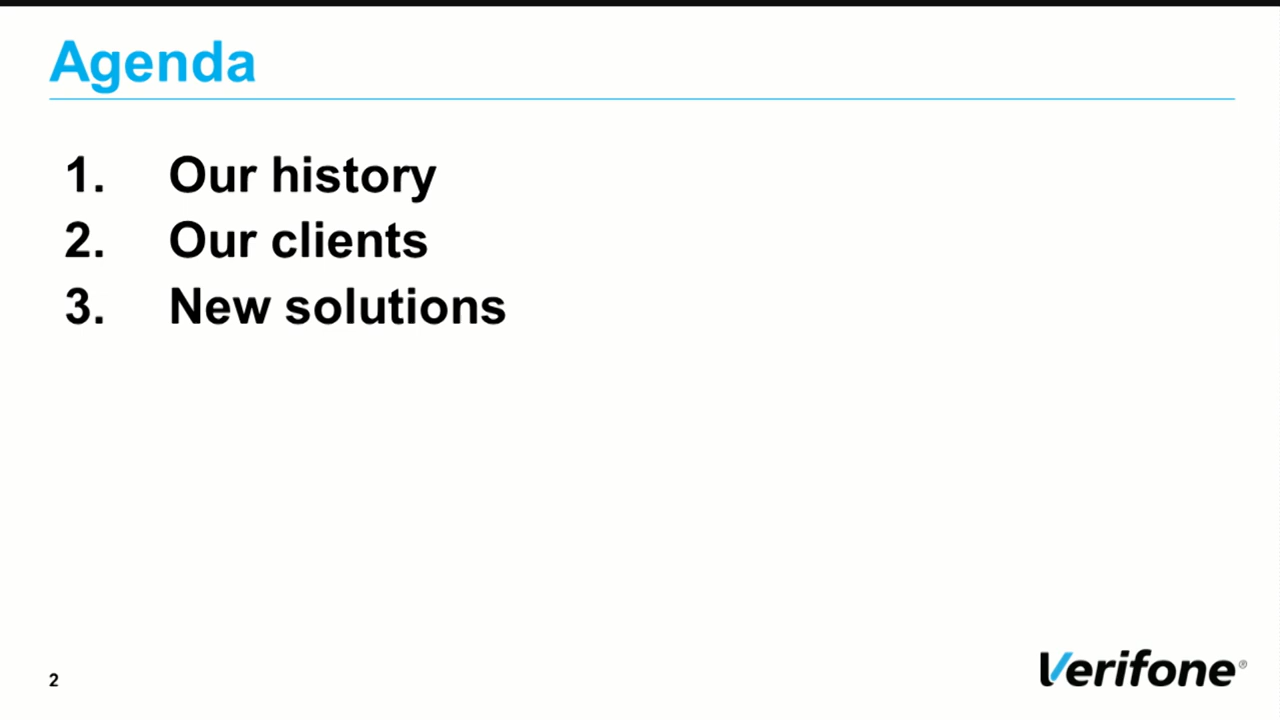 Agenda
1. Our history
2. Our clients
3. New solutions
2
Verifone®